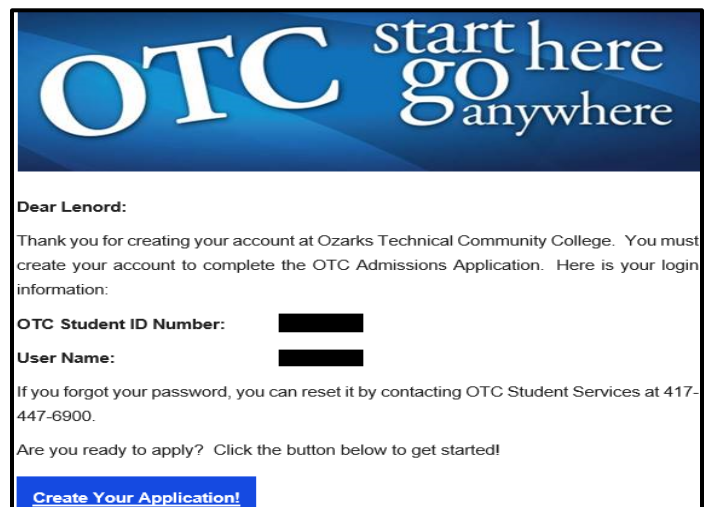 OTC start here
go
anywhere
Dear Lenord:
Thank you for creating your account at Ozarks Technical Community College. You must
create your account to complete the OTC Admissions Application. Here is your login
information:
OTC Student ID Number:
User Name:
If you forgot your password, you can reset it by contacting OTC Student Services at 417-
447-6900.
Are you ready to apply? Click the button below to get started!
Create Your Application!